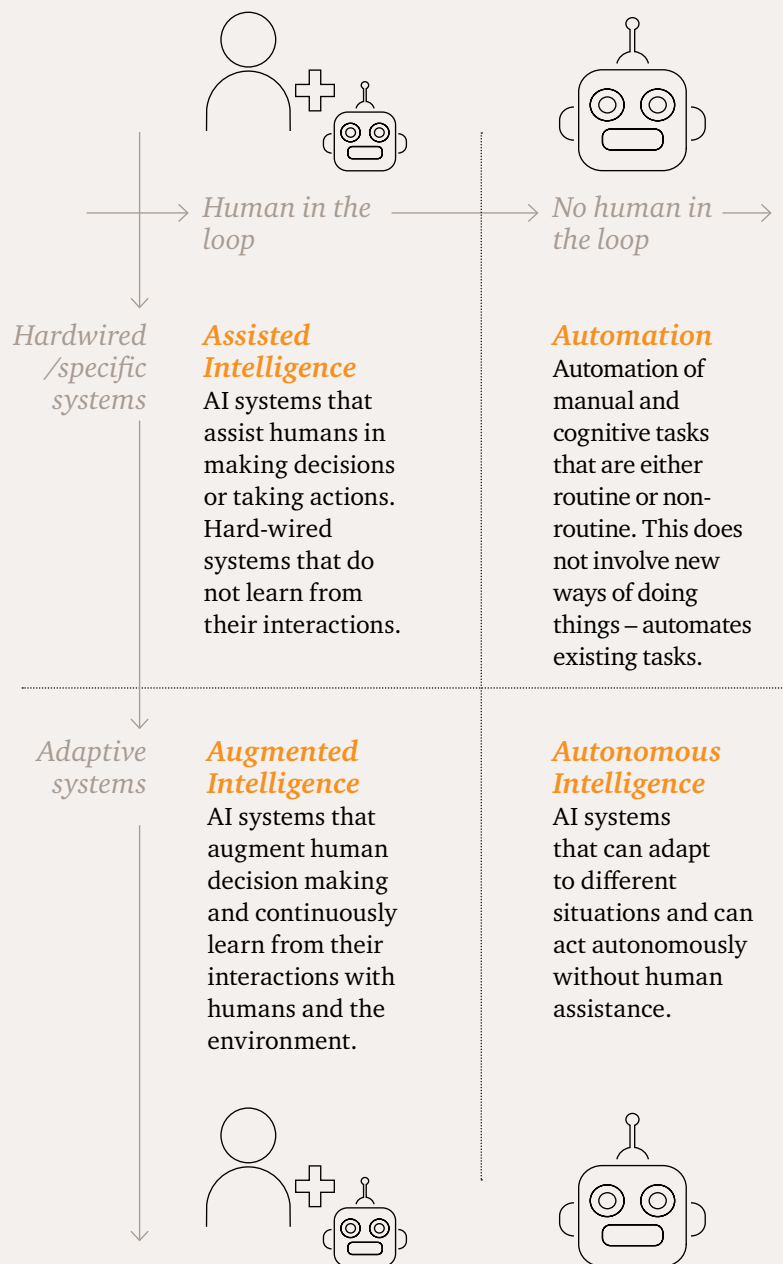 Human in the
loop
No human in
the loop
Hardwired
/specific
systems
Assisted
Intelligence
AI systems that
assist humans in
making decisions
or taking actions.
Hard-wired
systems that do
not learn from
their interactions.
Automation
Automation of
manual and
cognitive tasks
that are either
routine or non-
routine. This does
not involve new
ways of doing
things – automates
existing tasks.
Adaptive
systems
Augmented
Intelligence
AI systems that
augment human
decision making
and continuously
learn from their
interactions with
humans and the
environment.
Autonomous
Intelligence
AI systems
that can adapt
to different
situations and can
act autonomously
without human
assistance.